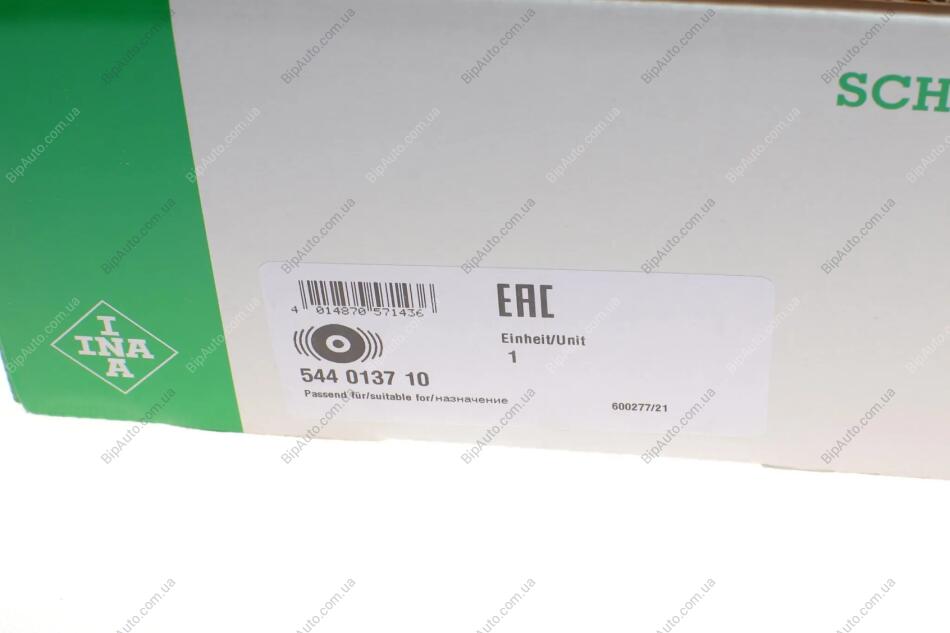 SCH
INA
INA
4 014870 571436
EAC
Einheit/Unit
1
544 0137 10
Passend für/suitable for/назначение
600277/21
BipAuto.com.ua